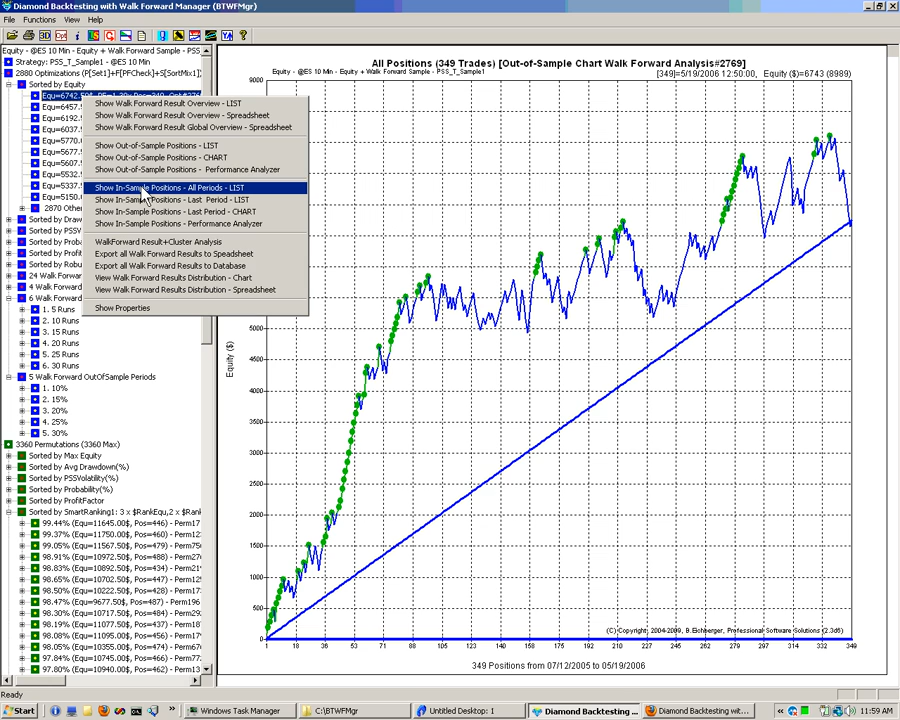 Diamond Backtesting with Walk Forward Manager (BTWFMgr)
File Functions View Help
Equity - @ES 10 Min - Equity + Walk Forward Sample - PSS
Strategy: PSS_T_Sample1 - @ES 10 Min
2880 Optimizations (P[Set1]+F[PFCheck]+S[SortMix1])
Sorted by Equity
Equ=6457.
Equ=6192.
Equ=6037.
Equ=5770.
Equ=5677.
Equ=5607.
Equ=5532.
Equ=5337.
Equ=5150.
2870 Othe
Sorted by Draw
Sorted by PSSV
Sorted by Proba
Sorted by Profit
Sorted by Robu
24 Walk Forwar
4 Walk Forward
6 Walk Forward
1. 5 Runs
2. 10 Runs
3. 15 Runs
4. 20 Runs
5. 25 Runs
6. 30 Runs
5 Walk Forward OutOfSample Periods
1. 10%
2. 15%
3. 20%
4. 25%
5. 30%
3360 Permutations (3360 Max)
Sorted by Max Equity
Sorted by Avg Drawdown(%)
Sorted by PSSVolatility(%)
Sorted by Probability(%)
Sorted by ProfitFactor
Sorted by SmartRanking1: 3 x $RankEqu,2 x $Rank
99.44% (Equ=11645.00$, Pos=446) - Perm17
99.37% (Equ=11750.00$, Pos=460) - Perm12
99.05% (Equ=11567.50$, Pos=479) - Perm75
98.91% (Equ=10972.50$, Pos=488) - Perm27
98.83% (Equ=10892.50$, Pos=434) - Perm21
98.65% (Equ=10702.50$, Pos=447) - Perm12
98.50% (Equ=10222.50$, Pos=428) - Perm73
98.47% (Equ=9677.50$, Pos=487) - Perm196
98.30% (Equ=10717.50$, Pos=484) - Perm29
98.19% (Equ=11077.50$, Pos=437) - Perm15
98.08% (Equ=11095.00$, Pos=456) - Perm17
98.05% (Equ=10355.00$, Pos=474) - Perm67
97.84% (Equ=10745.00$, Pos=466) - Perm77
97.80% (Equ=10940.00$, Pos=462) - Perm
Show Walk Forward Result Overview - LIST
Show Walk Forward Result Overview - Spreadsheet
Show Walk Forward Result Global Overview - Spreadsheet
Show Out-of-Sample Positions - LIST
Show Out-of-Sample Positions - CHART
Show Out-of-Sample Positions - Performance Analyzer
Show In-Sample Positions - All Periods - LIST
Show In-Sample Positions - Last Period - LIST
Show In-Sample Positions - Last Period - CHART
Show In-Sample Positions - Performance Analyzer
WalkForward Result+Cluster Analysis
Export all Walk Forward Results to Speadsheet
Export all Walk Forward Results to Database
View Walk Forward Results Distribution - Chart
View Walk Forward Results Distribution - Spreadsheet
Show Properties
All Positions (349 Trades) [Out-of-Sample Chart Walk Forward Analysis#2769]
Equity - @ES 10 Min - Equity + Walk Forward Sample - PSS_T_Sample1
[349]=5/19/2006 12:50:00, Equity ($)=6743 (8989)
9000
5000
4500
4000
3500
3000
2500
2000
1500
1000
500
0
Equity ($)
1 18 35 53 70 88 105 123 140 157 175 192 210 227 245 262 280 297 315 332 349
(C)Copyright, 2004-2009, B.Eichberger, Professional Software Solutions (2.3d6)
349 Positions from 07/12/2005 to 05/19/2006
Ready
Start
Windows Task Manager
C:\BTWFMgr
Untitled Desktop: 1
Diamond Backtesting ...
Diamond Backtesting wit...
11:59 AM